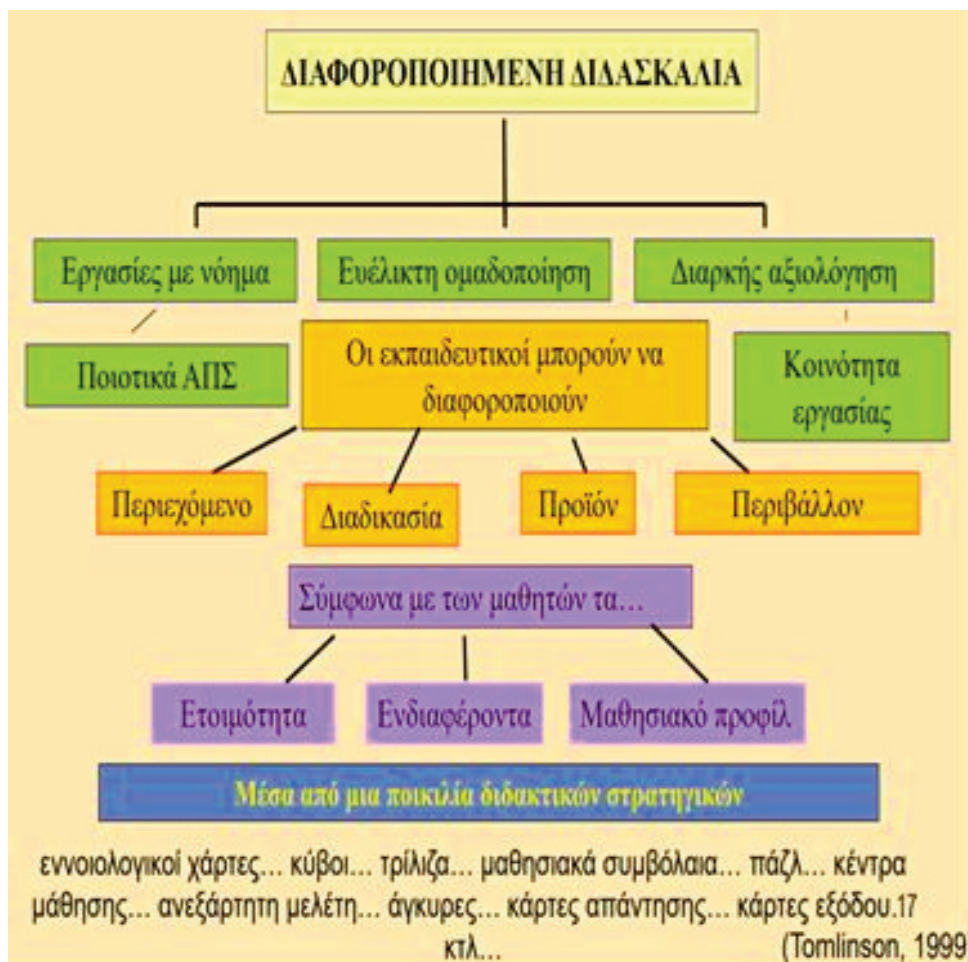 ΔΙΑΦΟΡΟΠΟΙΗΜΕΝΗ ΔΙΔΑΣΚΑΛΙΑ
Εργασίες με νόημα
Ευέλικτη ομαδοποίηση
Διαρκής αξιολόγηση
Ποιοτικά ΑΠΣ
Οι εκπαιδευτικοί μπορούν να
διαφοροποιούν
Κοινότητα
εργασίας
Περιεχόμενο
Διαδικασία
Προϊόν
Περιβάλλον
Σύμφωνα με των μαθητών τα…
Ετοιμότητα
Ενδιαφέροντα
Μαθησιακό προφίλ
Μέσα από μια ποικιλία διδακτικών στρατηγικών
εννοιολογικοί χάρτες… κύβοι… τρίλιζα… μαθησιακά συμβόλαια… πάζλ… κέντρα
μάθησης… ανεξάρτητη μελέτη… άγκυρες… κάρτες απάντησης… κάρτες εξόδου.17
κτλ… (Tomlinson, 1999